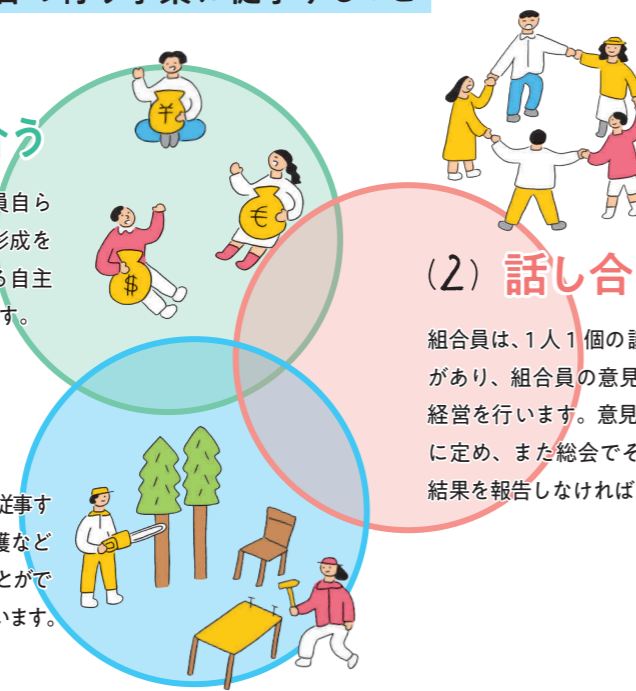 う
員自ら
形成を
る自主
す。
¥
€
$
(2) 話し合
組合員は、1人1個の議
があり、組合員の意見
経営を行います。意見
に定め、また総会でそ
結果を報告しなければ
従事す
護など
とがで
います。